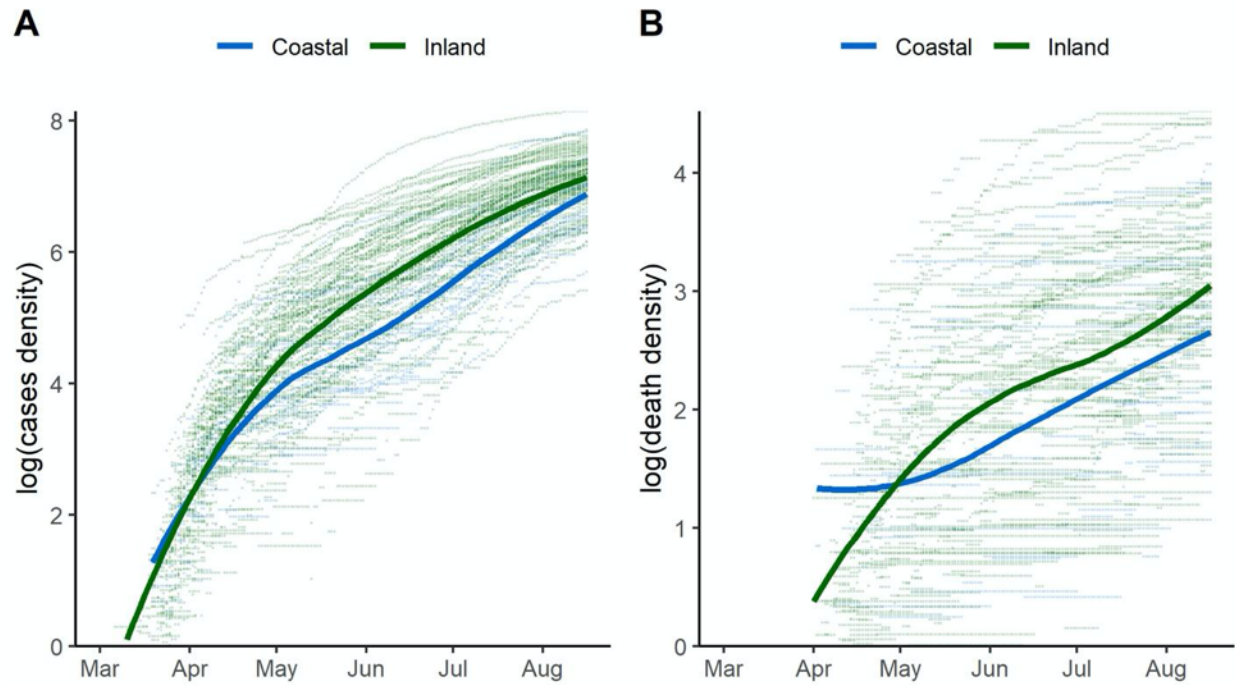 A
Coastal Inland
log(cases density)
8
6
4
2
0
Mar Apr May Jun Jul Aug
B
Coastal Inland
log(death density)
4
3
2
1
0
Mar Apr May Jun Jul Aug